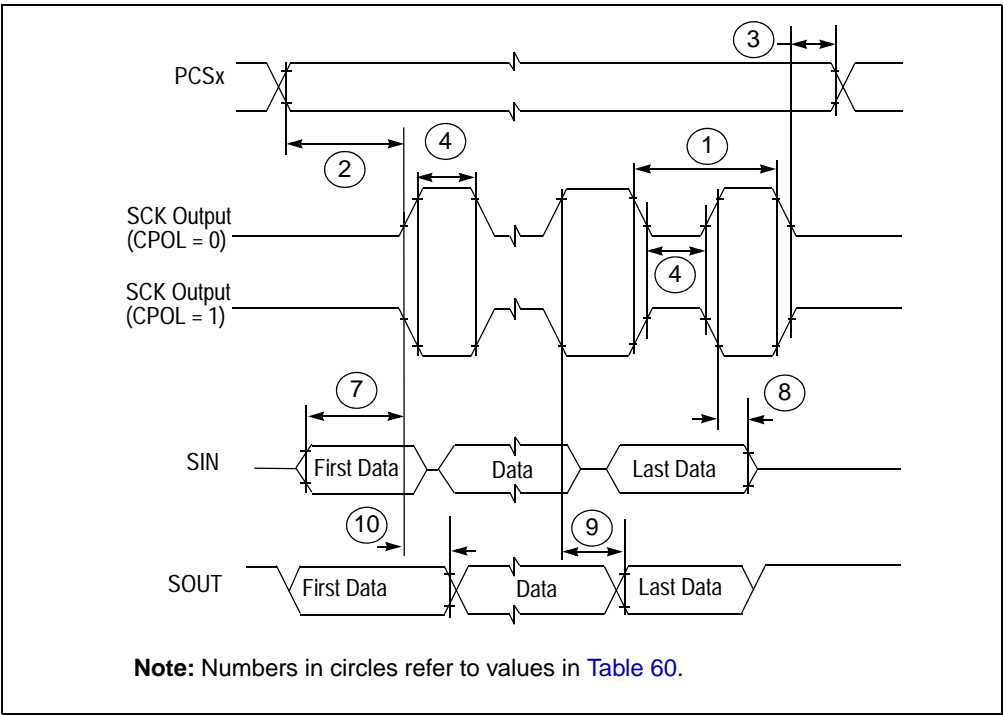 3
PCSx
2
4
1
SCK Output
(CPOL = 0)
4
SCK Output
(CPOL = 1)
7
8
SIN
First Data
Data
Last Data
10
9
SOUT
First Data
Data
Last Data
Note: Numbers in circles refer to values in Table 60.